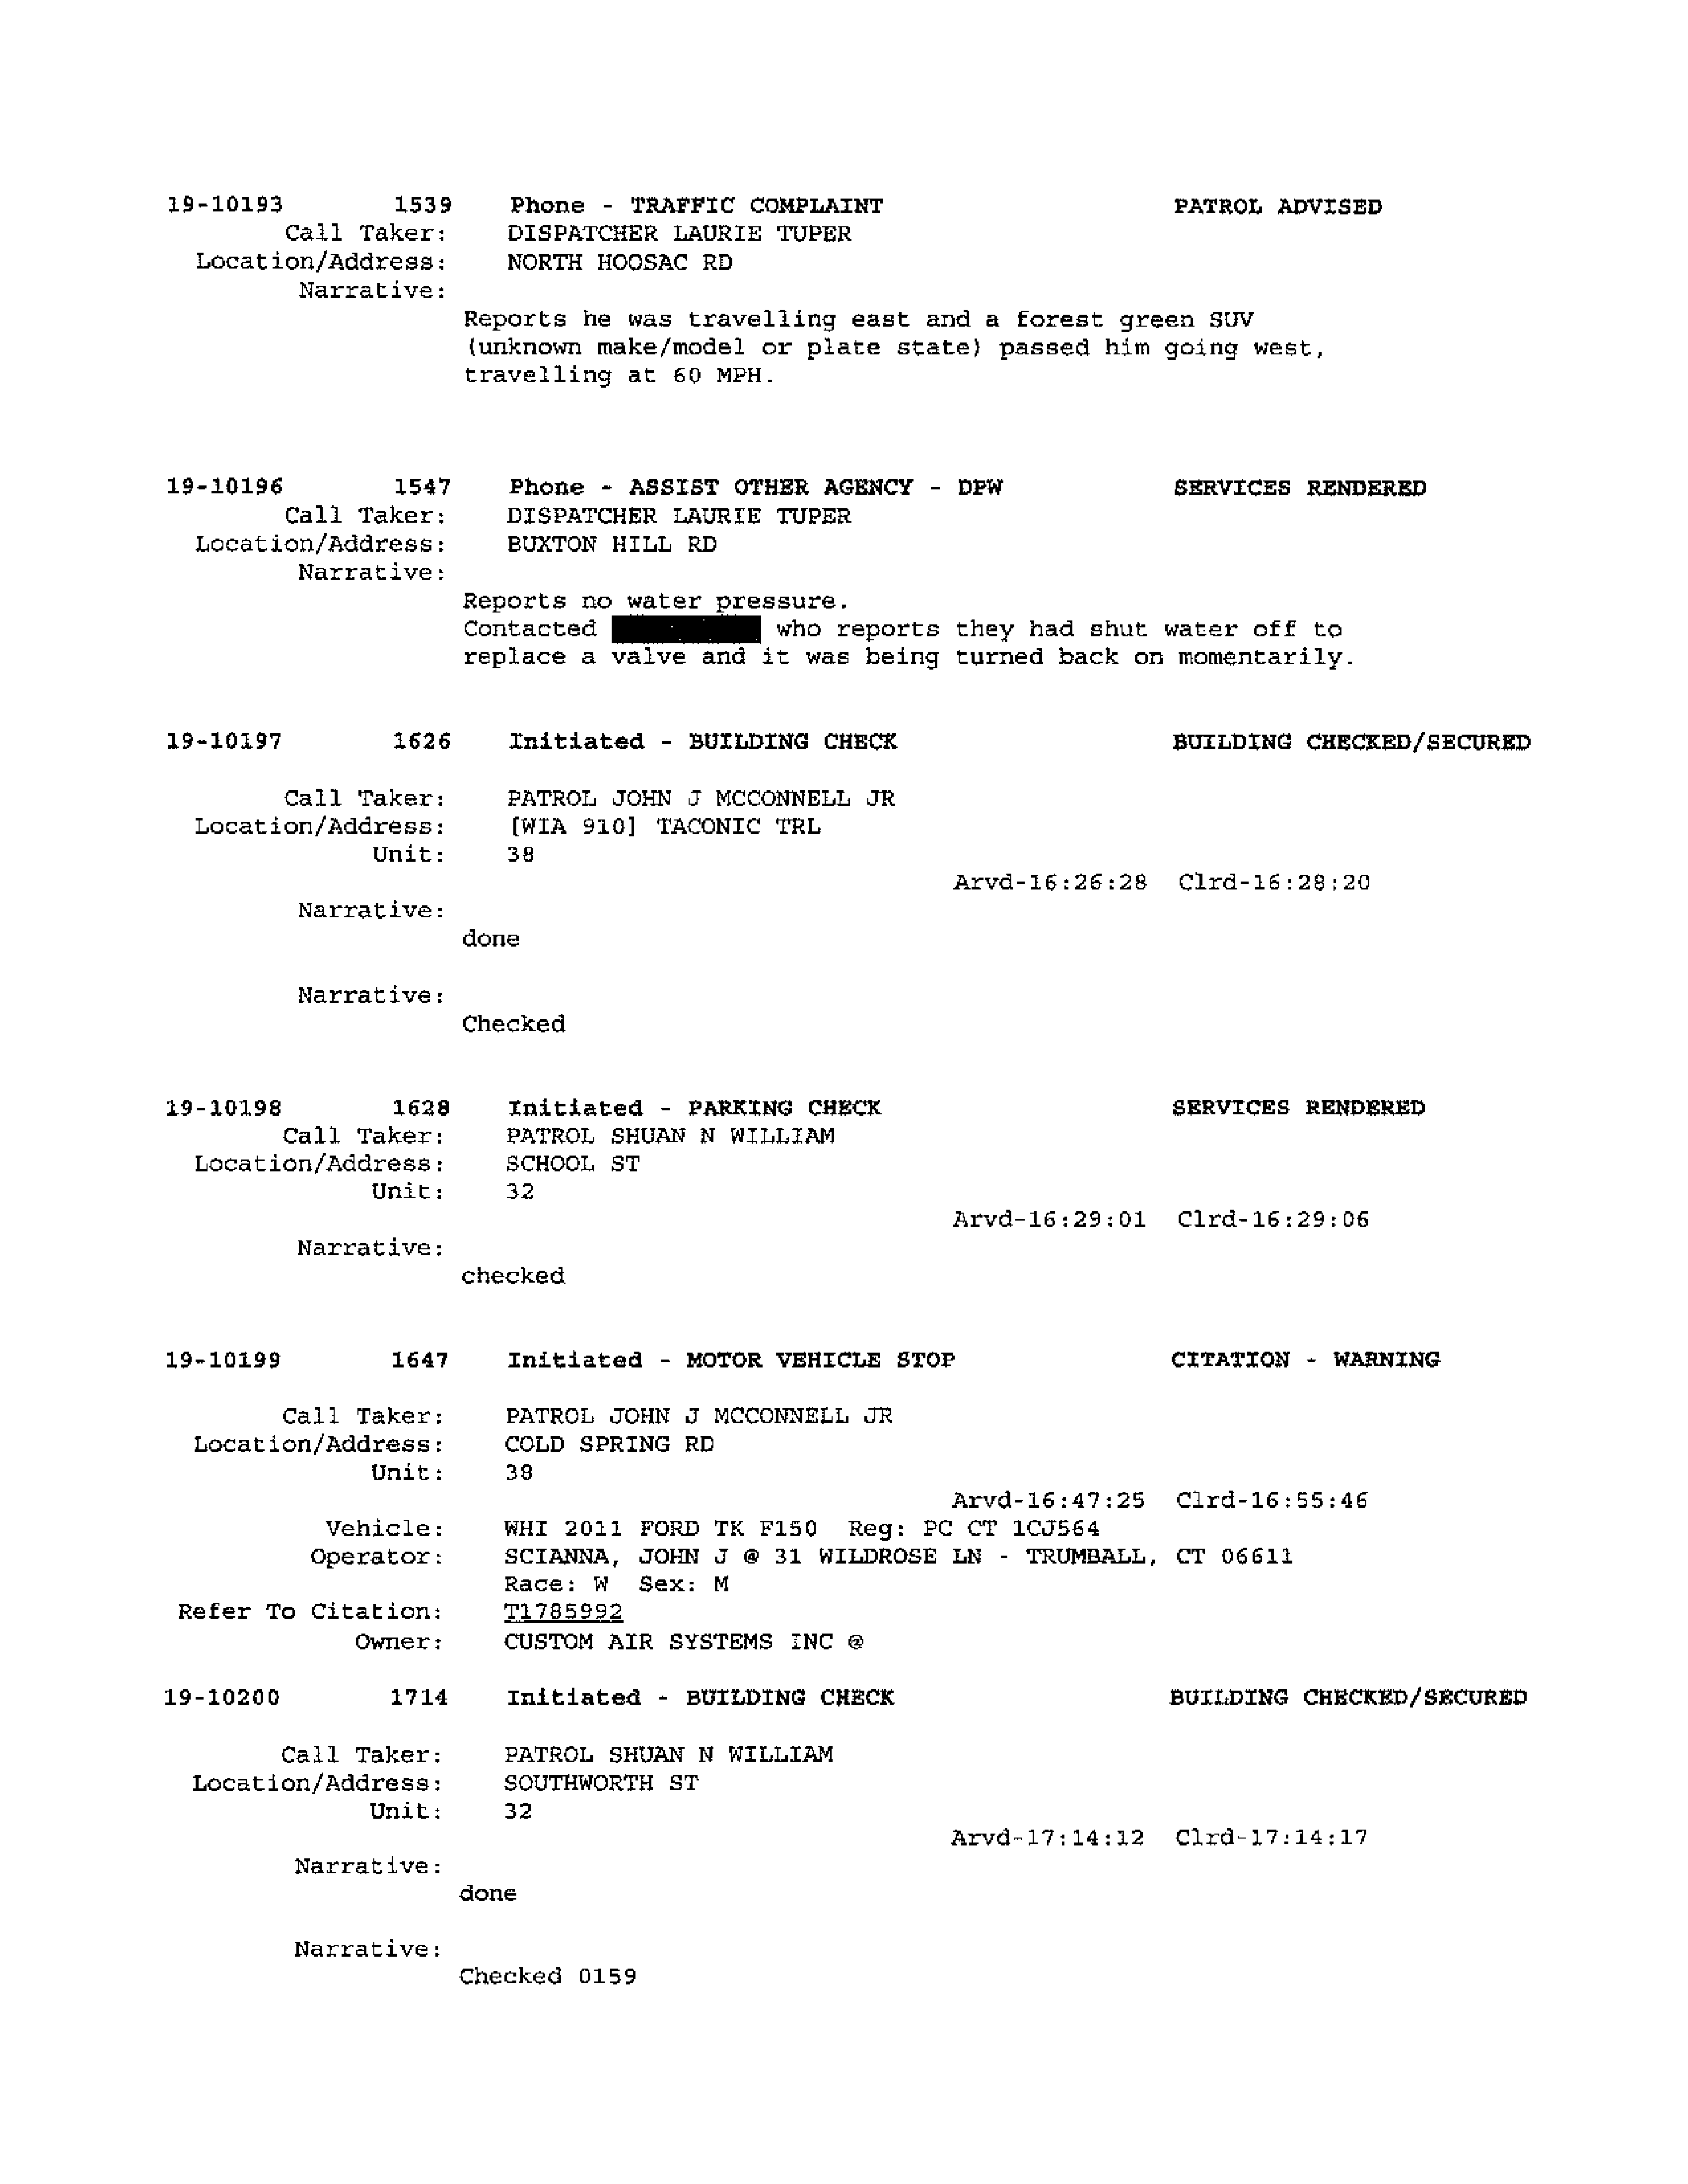 19-10193 1539 Phone - TRAFFIC COMPLAINT PATROL ADVISED
Call Taker: DISPATCHER LAURIE TUPER
Location/Address: NORTH HOOSAC RD
Narrative:
Reports he was travelling east and a forest green SUV
(unknown make/model or plate state) passed him going west,
travelling at 60 MPH.
19-10196 1547 Phone - ASSIST OTHER AGENCY - DPW SERVICES RENDERED
Call Taker: DISPATCHER LAURIE TUPER
Location/Address: BUXTON HILL RD
Narrative:
Reports no water pressure.
Contacted who reports they had shut water off to
replace a valve and it was being turned back on momentarily.
19-10197 1626 Initiated - BUILDING CHECK BUILDING CHECKED/SECURED
Call Taker: PATROL JOHN J MCCONNELL JR
Location/Address: [WIA 910] TACONIC TRL
Unit: 38
Arvd-16:26:28 Clrd-16:28:20
Narrative:
done
Narrative:
Checked
19-10198 1628 Initiated - PARKING CHECK SERVICES RENDERED
Call Taker: PATROL SHUAN N WILLIAM
Location/Address: SCHOOL ST
Unit: 32
Arvd-16:29:01 Clrd-16:29:06
Narrative:
checked
19-10199 1647 Initiated - MOTOR VEHICLE STOP CITATION - WARNING
Call Taker: PATROL JOHN J MCCONNELL JR
Location/Address: COLD SPRING RD
Unit: 38
Arvd-16:47:25 Clrd-16:55:46
Vehicle: WHI 2011 FORD TK F150 Reg: PC CT 1CJ564
Operator: SCIANNA, JOHN J @ 31 WILDROSE LN - TRUMBALL, CT 06611
Race: W Sex: M
Refer To Citation: T1785992
Owner: CUSTOM AIR SYSTEMS INC @
19-10200 1714 Initiated - BUILDING CHECK BUILDING CHECKED/SECURED
Call Taker: PATROL SHUAN N WILLIAM
Location/Address: SOUTHWORTH ST
Unit: 32
Arvd-17:14:12 Clrd-17:14:17
Narrative:
done
Narrative:
Checked 0159